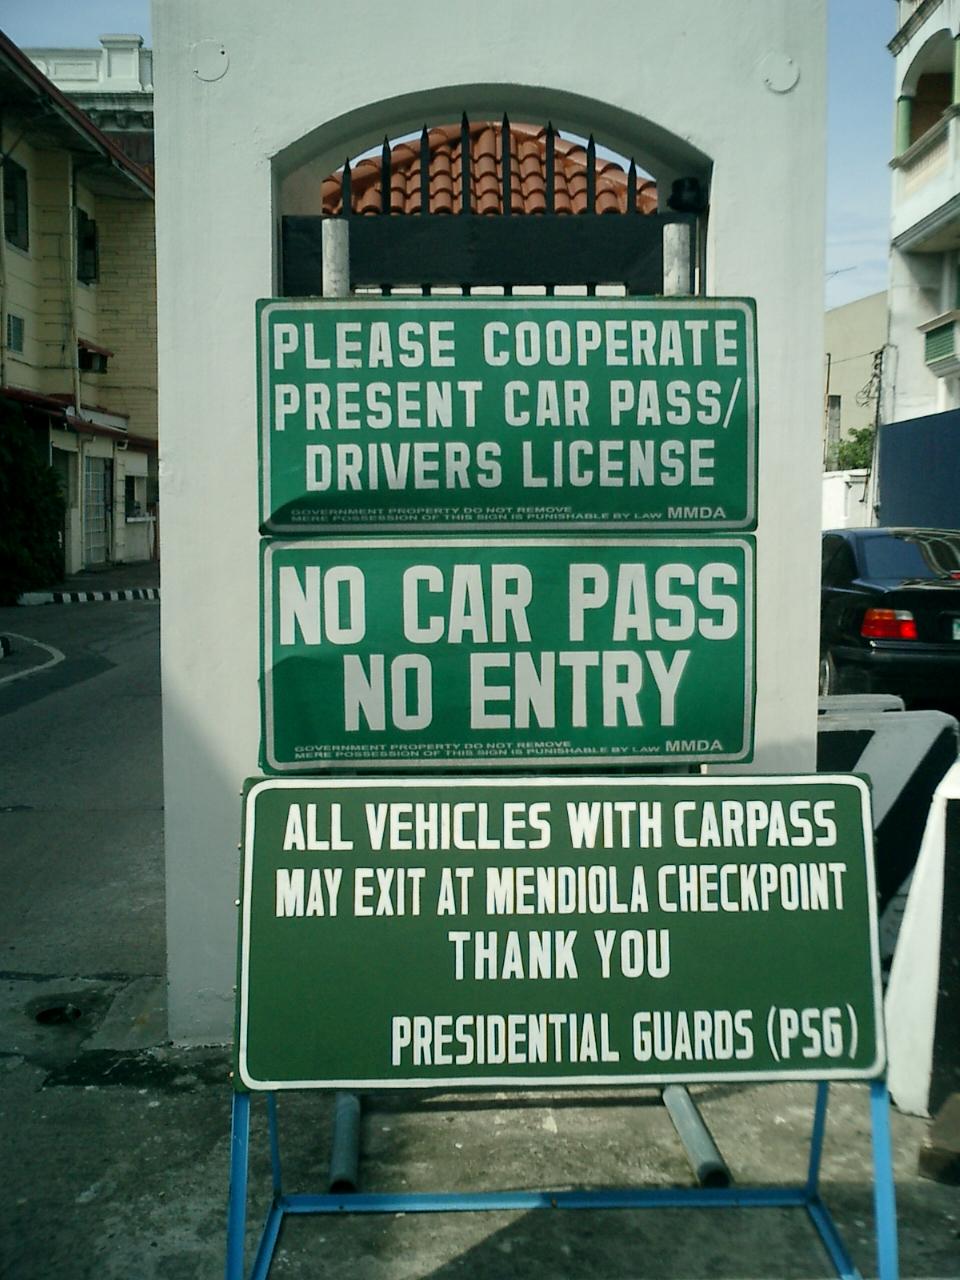 PLEASE COOPERATE
PRESENT CAR PASS/
DRIVERS LICENSE
GOVERNMENT PROPERTY DO NOT REMOVE
MERE POSSESSION OF THIS SIGN IS PUNISHABLE BY LAW MMDA
NO CAR PASS
NO ENTRY
GOVERNMENT PROPERTY DO NOT REMOVE
MERE POSSESSION OF THIS SIGN IS PUNISHABLE BY LAW MMDA
ALL VEHICLES WITH CARPASS
MAY EXIT AT MENDIOLA CHECKPOINT
THANK YOU
PRESIDENTIAL GUARDS (PSG)